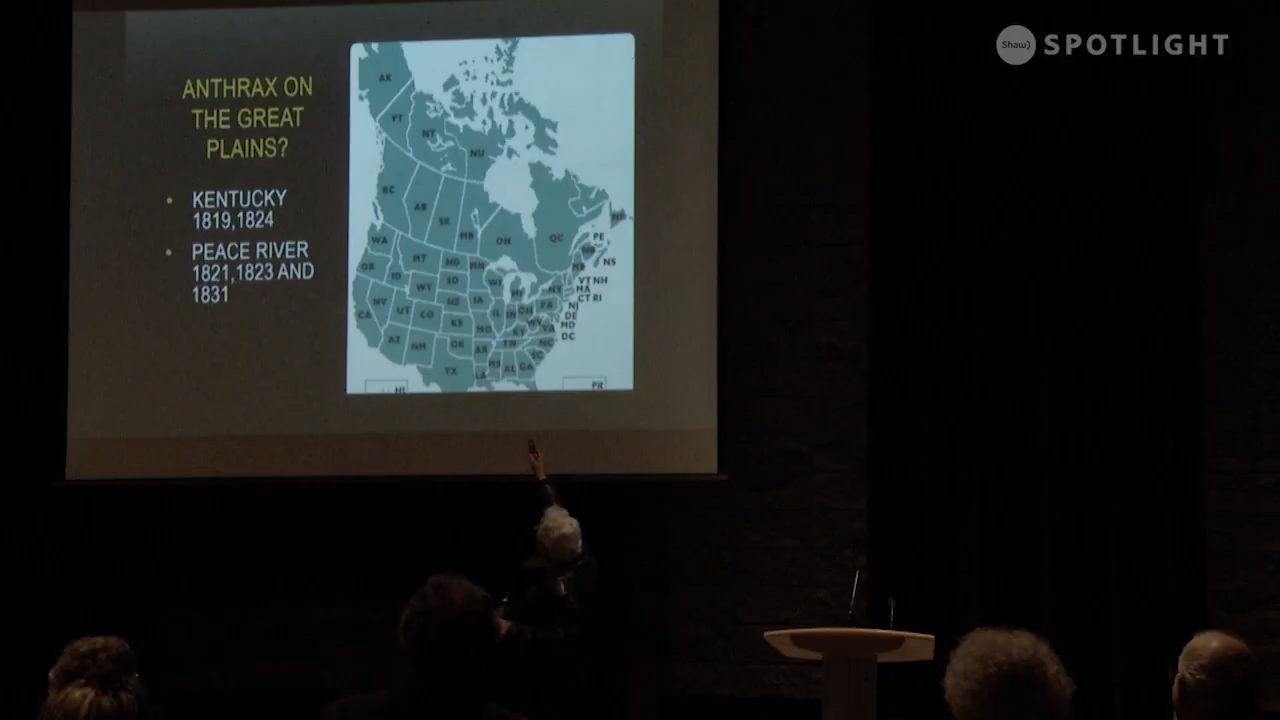 Shaw) SPOTLIGHT
ANTHRAX ON
THE GREAT
PLAINS?
• KENTUCKY
1819,1824
• PEACE RIVER
1821,1823 AND
1831
AK
YT
NT
NU
BC
AB
SK
MB
ON
QC
PE
NS
WA
MT
MD
MN
OR
ID
SD
WI
WY
MI
NY
VT NH
MA
CT RI
NV
UT
CO
NE
IA
IL
IN
OH
PA
NJ
DE
MD
DC
CA
KS
MO
KY
WV
VA
AZ
NM
OK
AR
TN
NC
SC
TX
LA
MS
AL
GA
HI
PR